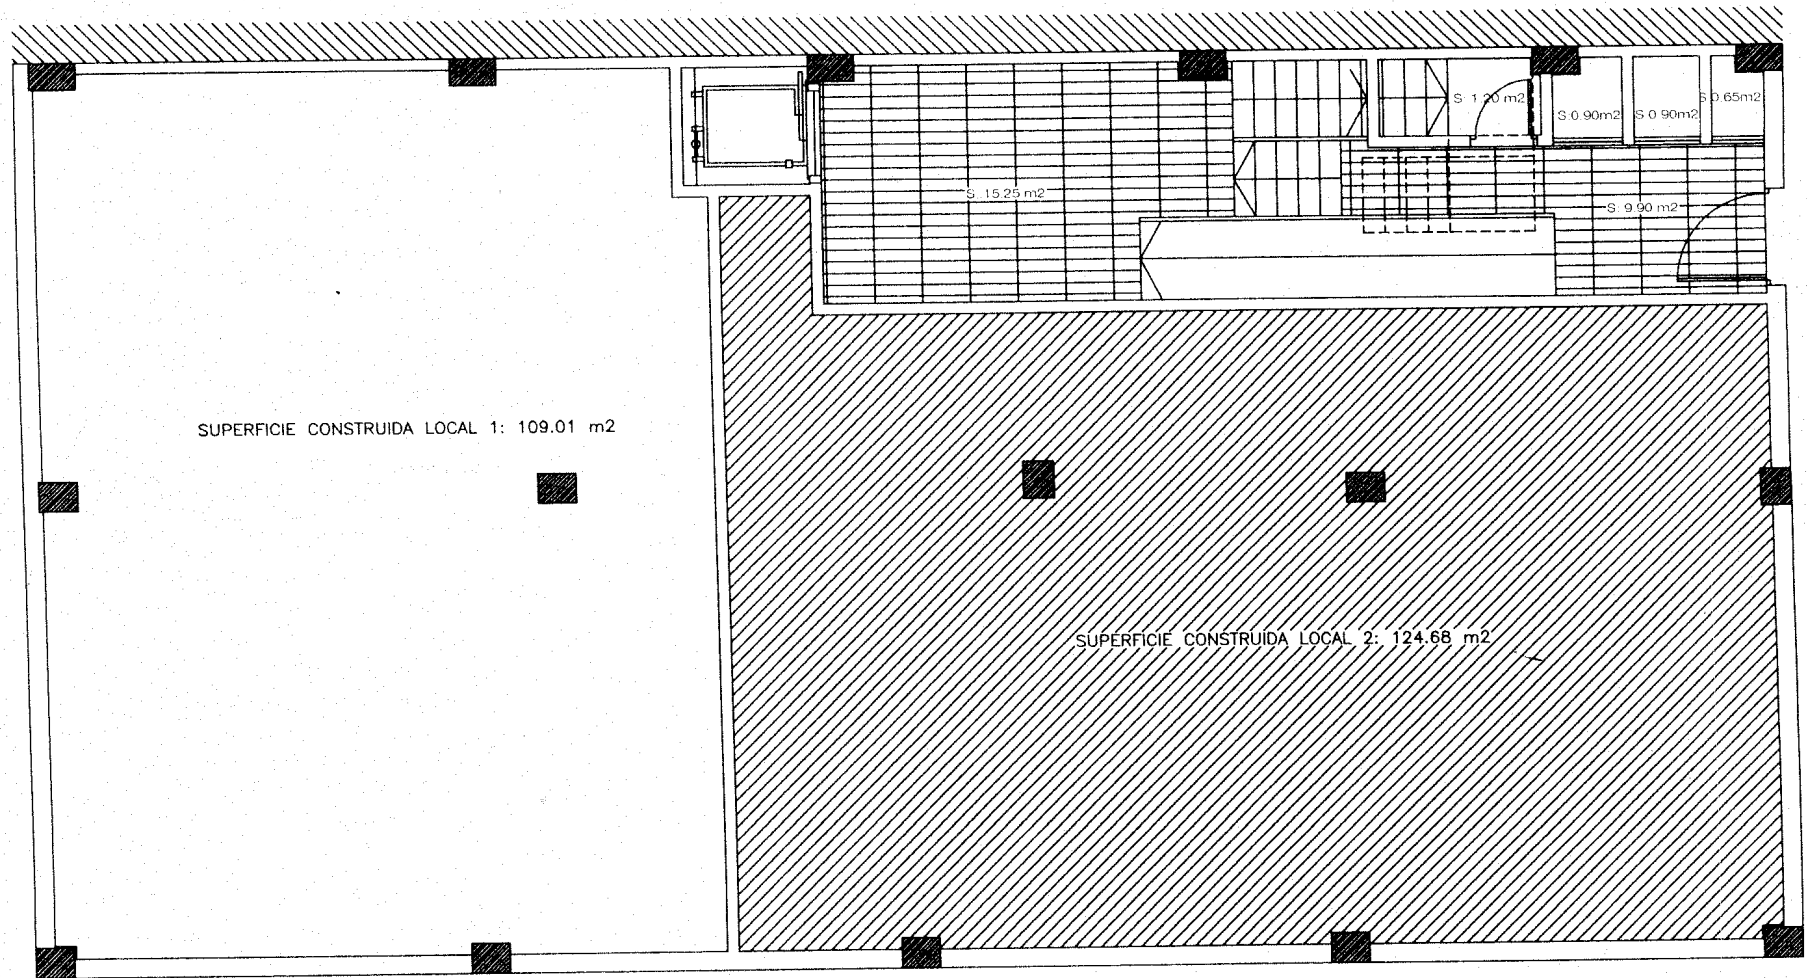 S: 1.20 m2
S:0.90m2
S 0 90m2
S 0.65m2
S: 15.25 m2
S: 9.90 m2
SUPERFICIE CONSTRUIDA LOCAL 1: 109.01 m2
SUPERFICIE CONSTRUIDA LOCAL 2: 124.68 m2